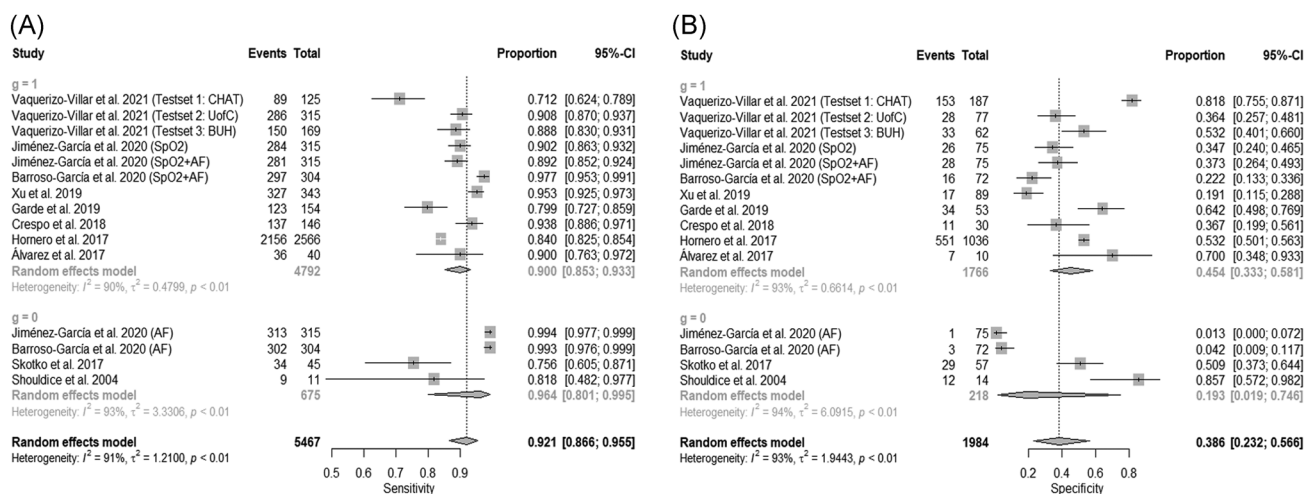 (A)
Study Events Total Proportion 95%-CI
g = 1
Vaquerizo-Villar et al. 2021 (Testset 1: CHAT) 89 125 0.712 [0.624; 0.789]
Vaquerizo-Villar et al. 2021 (Testset 2: UofC) 286 315 0.908 [0.870; 0.937]
Vaquerizo-Villar et al. 2021 (Testset 3: BUH) 150 169 0.888 [0.830; 0.931]
Jiménez-García et al. 2020 (SpO2) 284 315 0.902 [0.863; 0.932]
Jiménez-García et al. 2020 (SpO2+AF) 281 315 0.892 [0.852; 0.924]
Barroso-García et al. 2020 (SpO2+AF) 297 304 0.977 [0.953; 0.991]
Xu et al. 2019 327 343 0.953 [0.925; 0.973]
Garde et al. 2019 123 154 0.799 [0.727; 0.859]
Crespo et al. 2018 137 146 0.938 [0.886; 0.971]
Hornero et al. 2017 2156 2566 0.840 [0.825; 0.854]
Álvarez et al. 2017 36 40 0.900 [0.763; 0.972]
Random effects model 4792 0.900 [0.853; 0.933]
Heterogeneity: I² = 90%, τ² = 0.4799, p < 0.01
g = 0
Jiménez-García et al. 2020 (AF) 313 315 0.994 [0.977; 0.999]
Barroso-García et al. 2020 (AF) 302 304 0.993 [0.976; 0.999]
Skotko et al. 2017 34 45 0.756 [0.605; 0.871]
Shouldice et al. 2004 9 11 0.818 [0.482; 0.977]
Random effects model 675 0.964 [0.801; 0.995]
Heterogeneity: I² = 93%, τ² = 3.3306, p < 0.01
Random effects model 5467 0.921 [0.866; 0.955]
Heterogeneity: I² = 91%, τ² = 1.2100, p < 0.01
0.5 0.6 0.7 0.8 0.9
Sensitivity
(B)
Study Events Total Proportion 95%-CI
g = 1
Vaquerizo-Villar et al. 2021 (Testset 1: CHAT) 153 187 0.818 [0.755; 0.871]
Vaquerizo-Villar et al. 2021 (Testset 2: UofC) 28 77 0.364 [0.257; 0.481]
Vaquerizo-Villar et al. 2021 (Testset 3: BUH) 33 62 0.532 [0.401; 0.660]
Jiménez-García et al. 2020 (SpO2) 26 75 0.347 [0.240; 0.465]
Jiménez-García et al. 2020 (SpO2+AF) 28 75 0.373 [0.264; 0.493]
Barroso-García et al. 2020 (SpO2+AF) 16 72 0.222 [0.133; 0.336]
Xu et al. 2019 17 89 0.191 [0.115; 0.288]
Garde et al. 2019 34 53 0.642 [0.498; 0.769]
Crespo et al. 2018 11 30 0.367 [0.199; 0.561]
Hornero et al. 2017 551 1036 0.532 [0.501; 0.563]
Álvarez et al. 2017 7 10 0.700 [0.348; 0.933]
Random effects model 1766 0.454 [0.333; 0.581]
Heterogeneity: I² = 93%, τ² = 0.6614, p < 0.01
g = 0
Jiménez-García et al. 2020 (AF) 1 75 0.013 [0.000; 0.072]
Barroso-García et al. 2020 (AF) 3 72 0.042 [0.009; 0.117]
Skotko et al. 2017 29 57 0.509 [0.373; 0.644]
Shouldice et al. 2004 12 14 0.857 [0.572; 0.982]
Random effects model 218 0.193 [0.019; 0.746]
Heterogeneity: I² = 94%, τ² = 6.0915, p < 0.01
Random effects model 1984 0.386 [0.232; 0.566]
Heterogeneity: I² = 93%, τ² = 1.9443, p < 0.01
0.2 0.4 0.6 0.8
Specificity